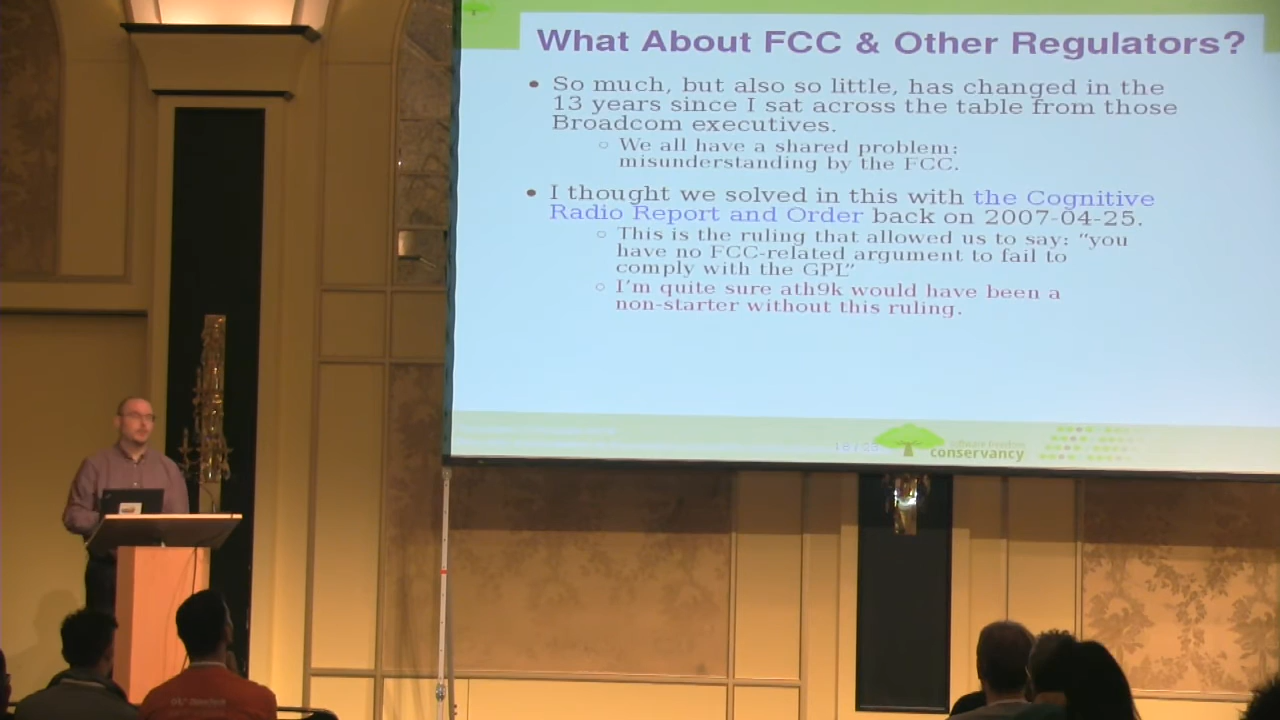 What About FCC & Other Regulators?
So much, but also so little, has changed in the
13 years since I sat across the table from those
Broadcom executives.
We all have a shared problem:
misunderstanding by the FCC.
I thought we solved in this with the Cognitive
Radio Report and Order back on 2007-04-25.
This is the ruling that allowed us to say: “you
have no FCC-related argument to fail to
comply with the GPL”
I’m quite sure ath9k would have been a
non-starter without this ruling.
software freedom
conservancy